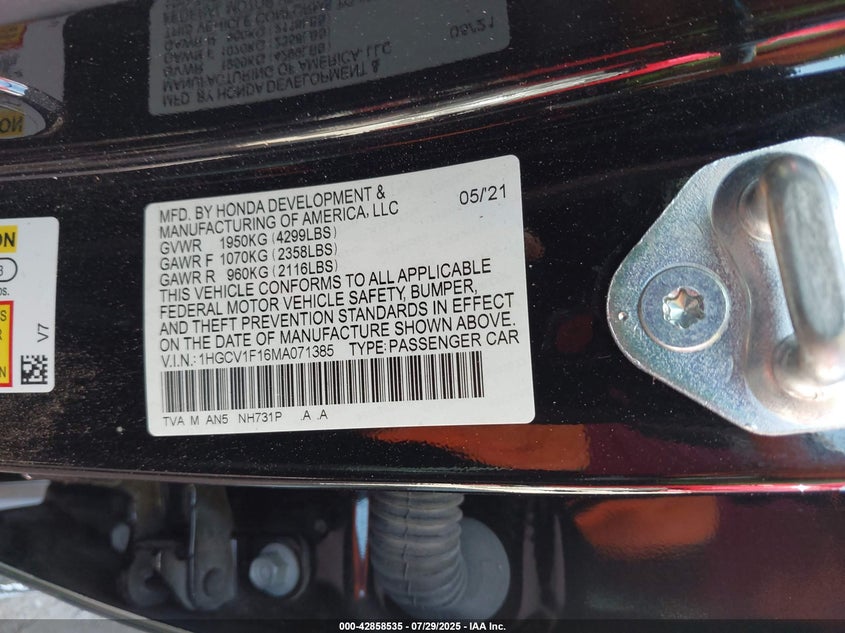 MFD. BY HONDA DEVELOPMENT &
MANUFACTURING OF AMERICA, LLC
05/'21
GVWR 1950KG (4299LBS)
GAWR F 1070KG (2358LBS)
GAWR R 960KG (2116LBS)
THIS VEHICLE CONFORMS TO ALL APPLICABLE
FEDERAL MOTOR VEHICLE SAFETY, BUMPER,
AND THEFT PREVENTION STANDARDS IN EFFECT
ON THE DATE OF MANUFACTURE SHOWN ABOVE.
V.I.N.: 1HGCV1F16MA071385 TYPE: PASSENGER CAR
TVA M AN5 NH731P .A .A
V7
000-42858535 - 07/29/2025 - IAA Inc.